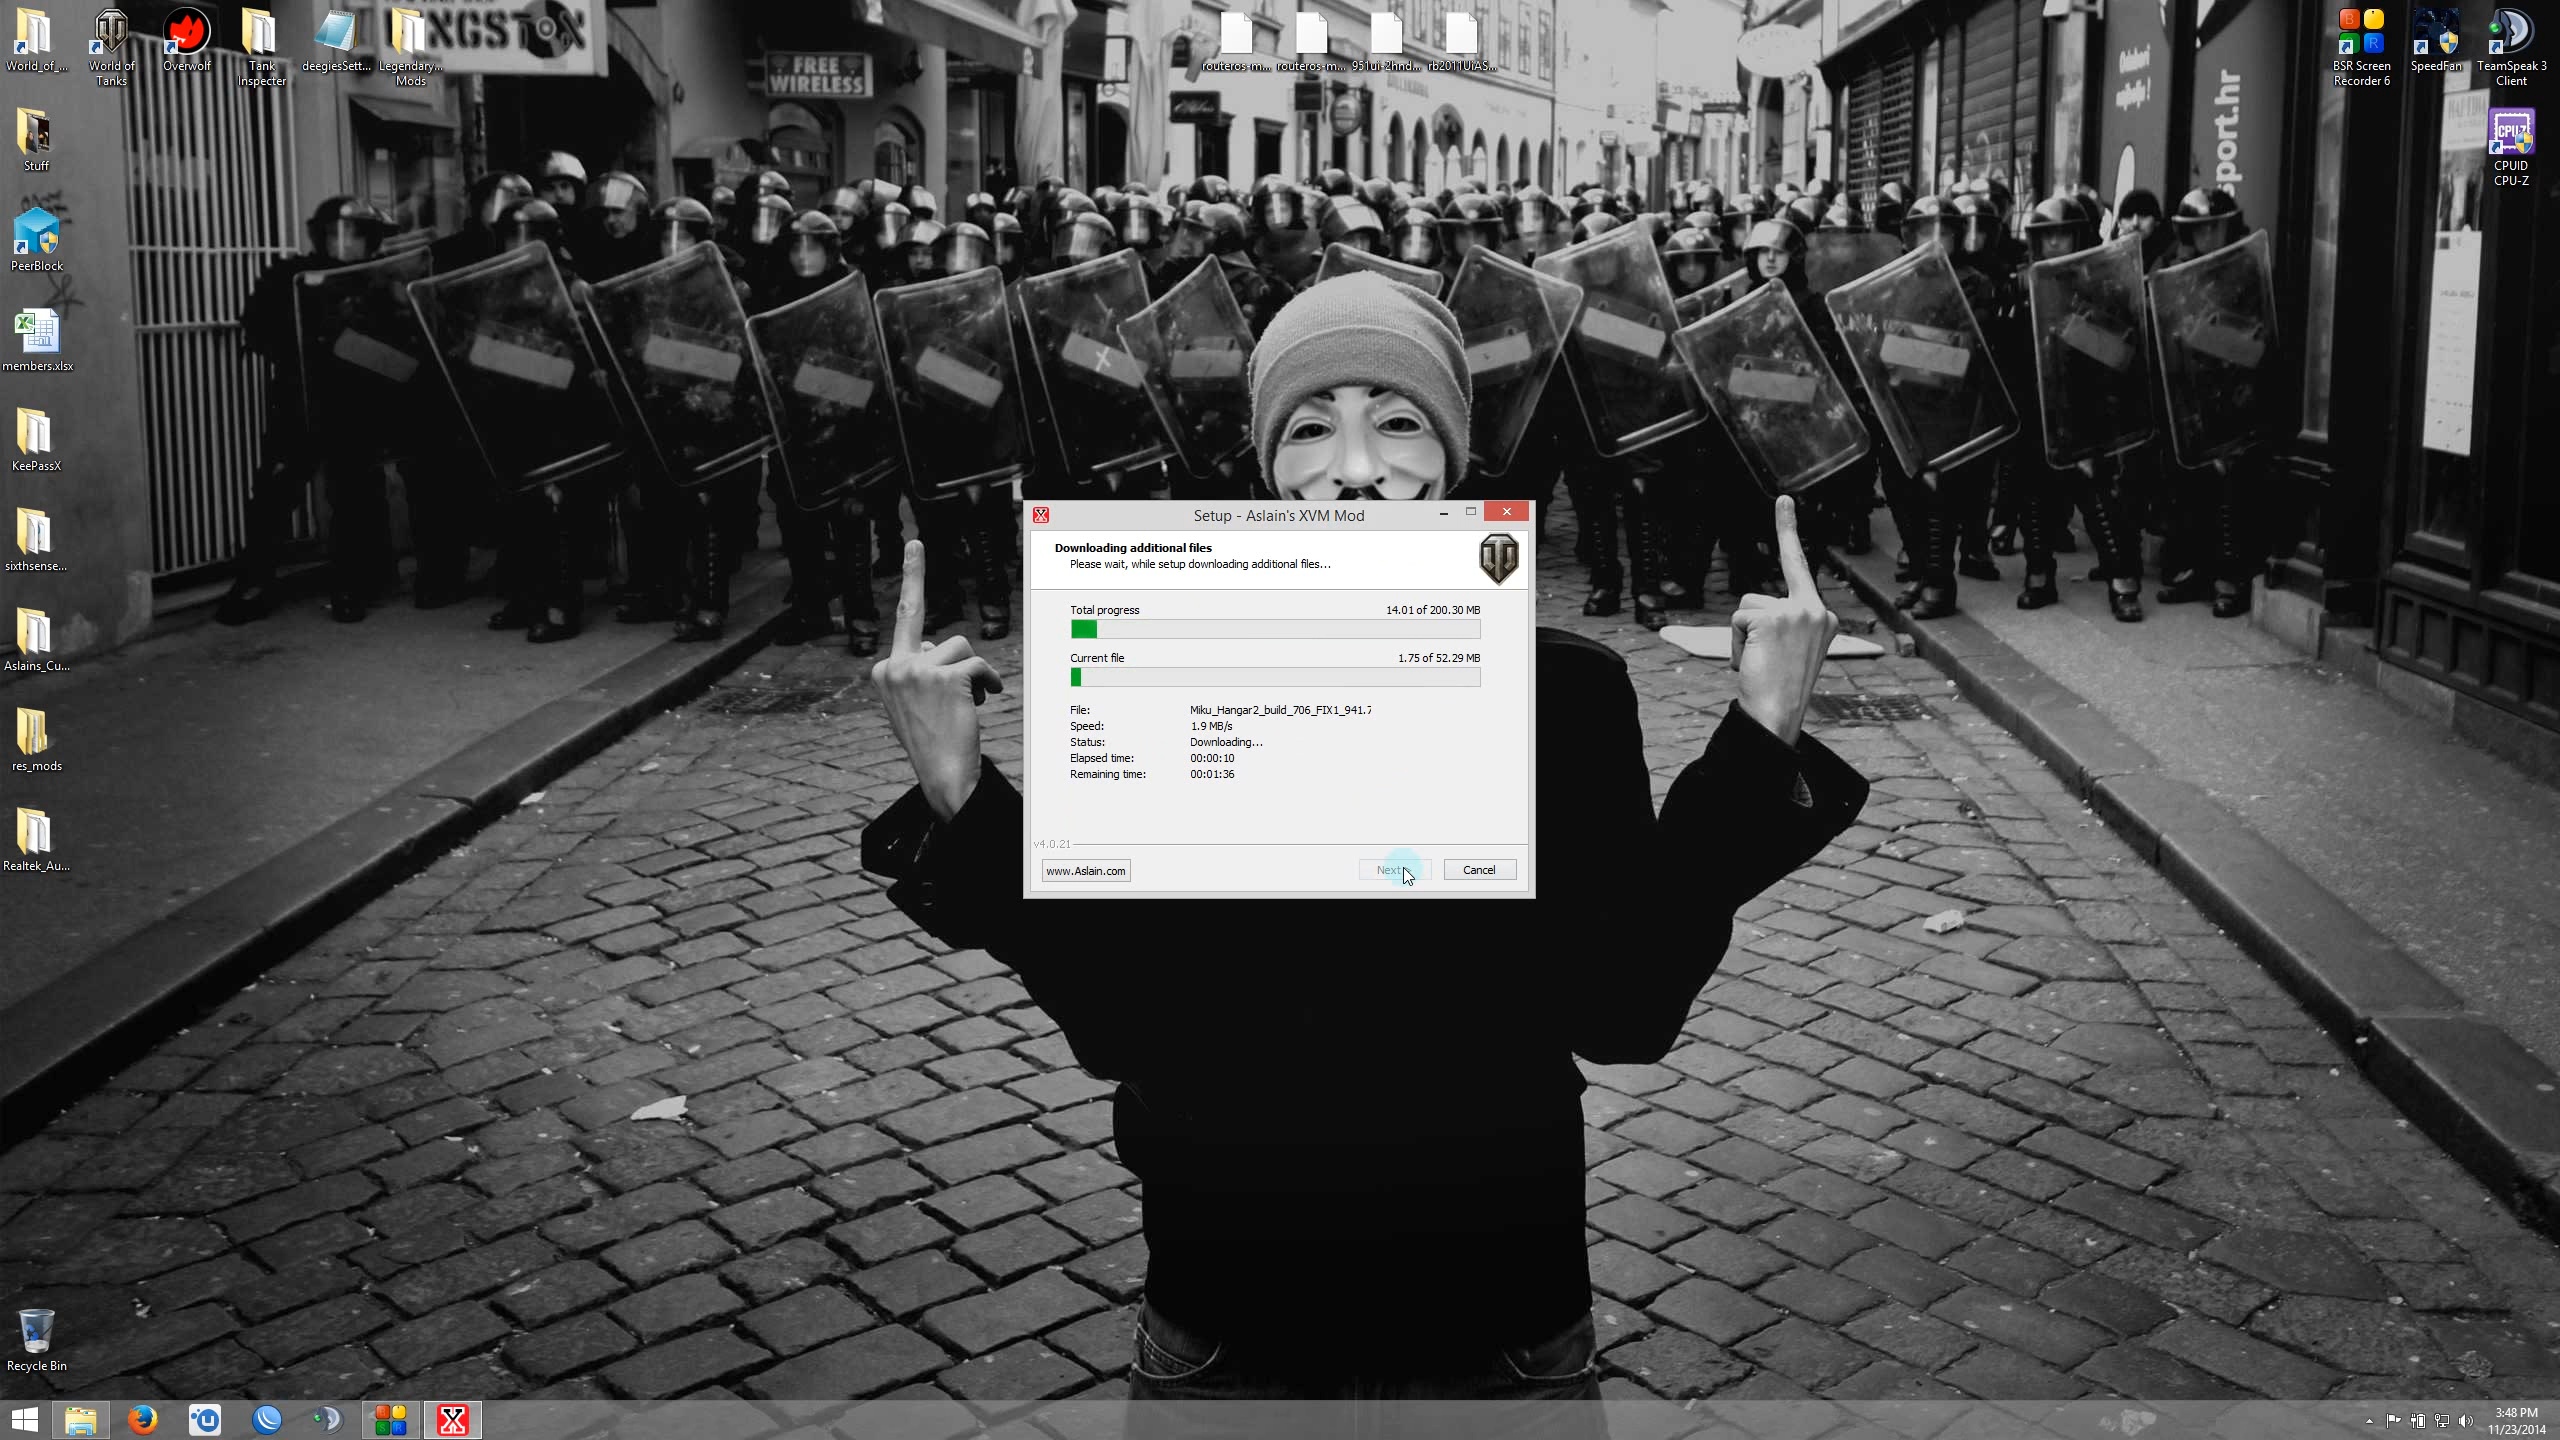 World_of_...
World of
Tanks
Overwolf
Tank
Inspecter
deegiesSett...
Legendary...
Mods
routeros-m...
routeros-m...
951ui-2hnd...
rb2011UiAS...
BSR Screen
Recorder 6
SpeedFan
TeamSpeak 3
Client
CPU-Z
CPUID
CPU-Z
Stuff
PeerBlock
members.xlsx
KeePassX
sixthsense...
Aslains_Cu...
res_mods
Realtek_Au...
Recycle Bin
FREE
WIRELESS
sport.hr
Setup - Aslain's XVM Mod
Downloading additional files
Please wait, while setup downloading additional files...
Total progress
14.01 of 200.30 MB
Current file
1.75 of 52.29 MB
File:
Miku_Hangar2_build_706_FIX1_941.7
Speed:
1.9 MB/s
Status:
Downloading...
Elapsed time:
00:00:10
Remaining time:
00:01:36
v4.0.21
www.Aslain.com
Next
Cancel
3:48 PM
11/23/2014